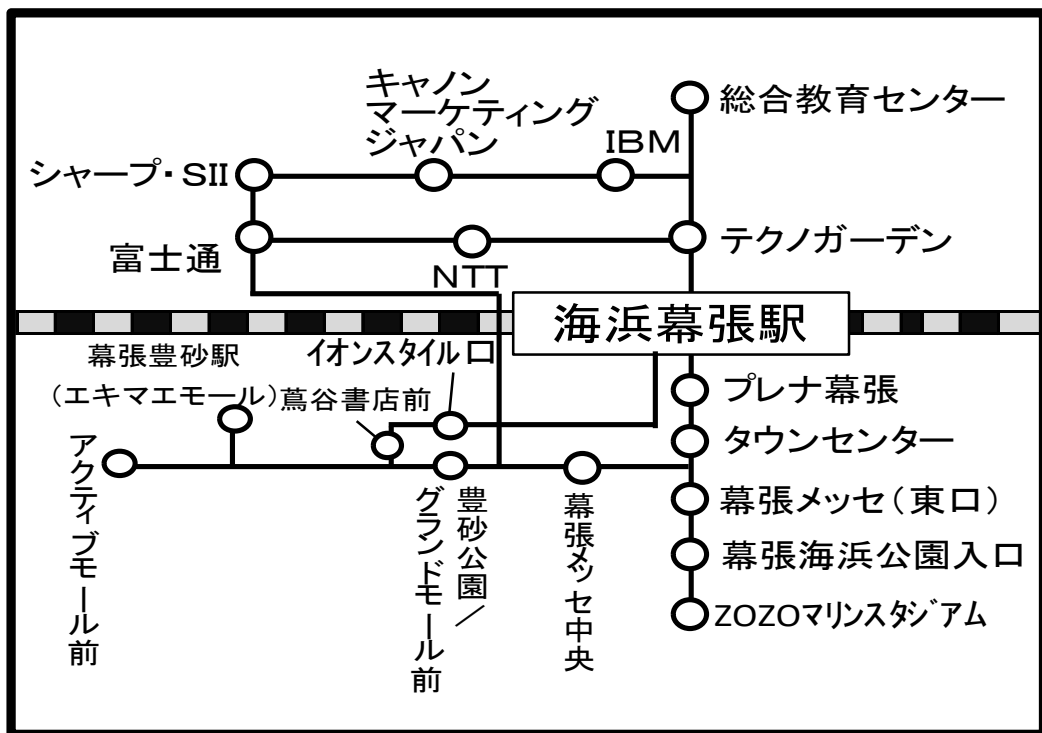 キャノン
マーケティング
ジャパン
IBM
総合教育センター
シャープ・SII
富士通
NTT
テクノガーデン
海浜幕張駅
幕張豊砂駅
(エキマエモール)
イオンスタイル口
蔦谷書店前
プレナ幕張
タウンセンター
幕張メッセ(東口)
幕張海浜公園入口
ZOZOマリンスタジアム
アクティブモール前
豊砂公園/
グランドモール前
幕張メッセ中央